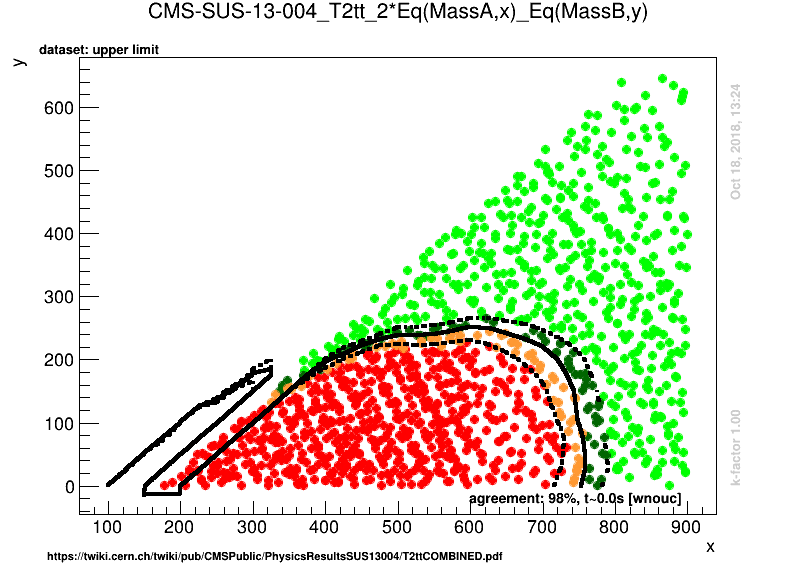 CMS-SUS-13-004_T2tt_2*Eq(MassA,x)_Eq(MassB,y)
dataset: upper limit
y
600
500
400
300
200
100
0
100 200 300 400 500 600 700 800 900
x
agreement: 98%, t~0.0s [wnouc]
Oct 18, 2018, 13:24
k-factor 1.00
https://twiki.cern.ch/twiki/pub/CMSPublic/PhysicsResultsSUS13004/T2ttCOMBINED.pdf